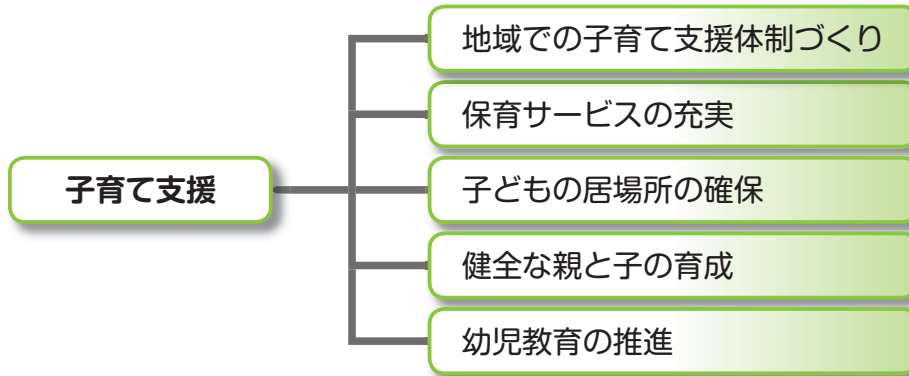 子育て支援
地域での子育て支援体制づくり
保育サービスの充実
子どもの居場所の確保
健全な親と子の育成
幼児教育の推進